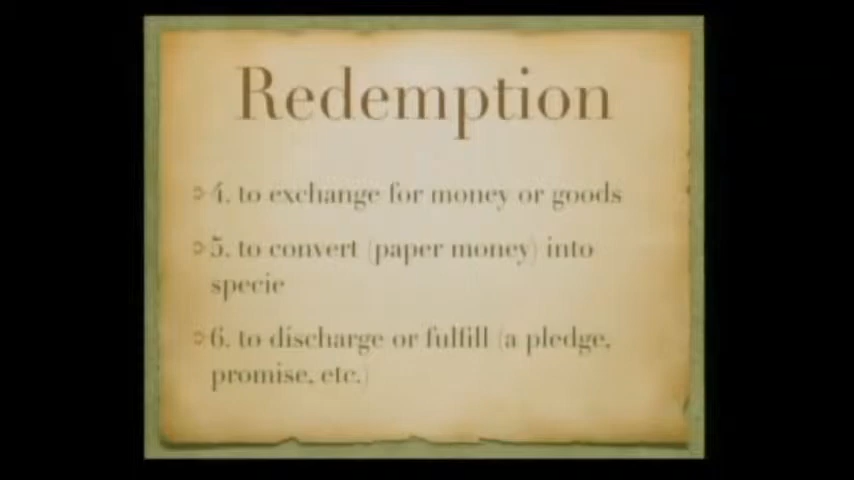 Redemption
4. to exchange for money or goods
5. to convert (paper money) into
specie
6. to discharge or fulfill (a pledge,
promise, etc.)